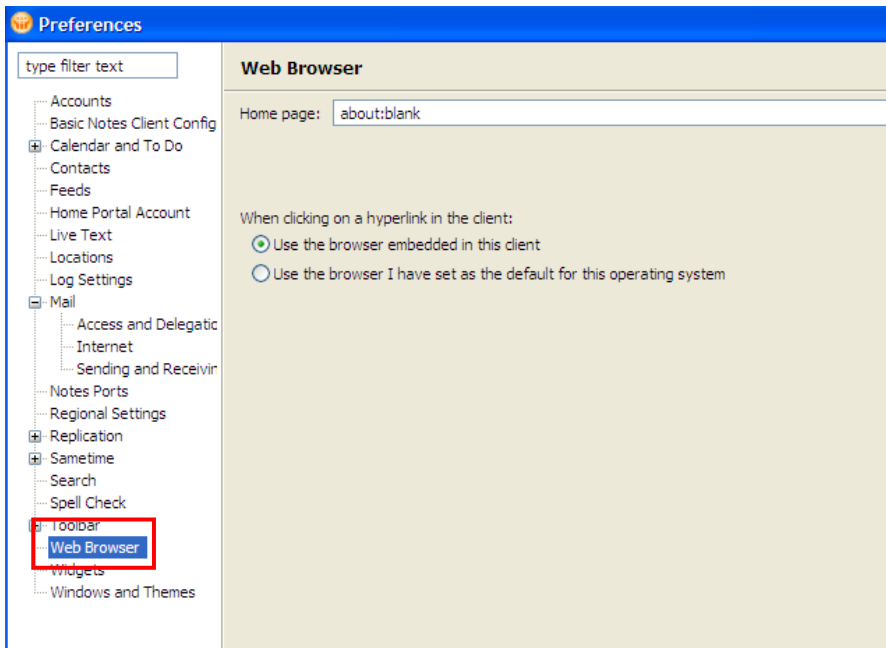 Preferences
type filter text
Accounts
Basic Notes Client Config
Calendar and To Do
Contacts
Feeds
Home Portal Account
Live Text
Locations
Log Settings
Mail
Access and Delegatic
Internet
Sending and Receivin
Notes Ports
Regional Settings
Replication
Sametime
Search
Spell Check
Toolbar
Web Browser
Widgets
Windows and Themes
Web Browser
Home page: about:blank
When clicking on a hyperlink in the client:
Use the browser embedded in this client
Use the browser I have set as the default for this operating system